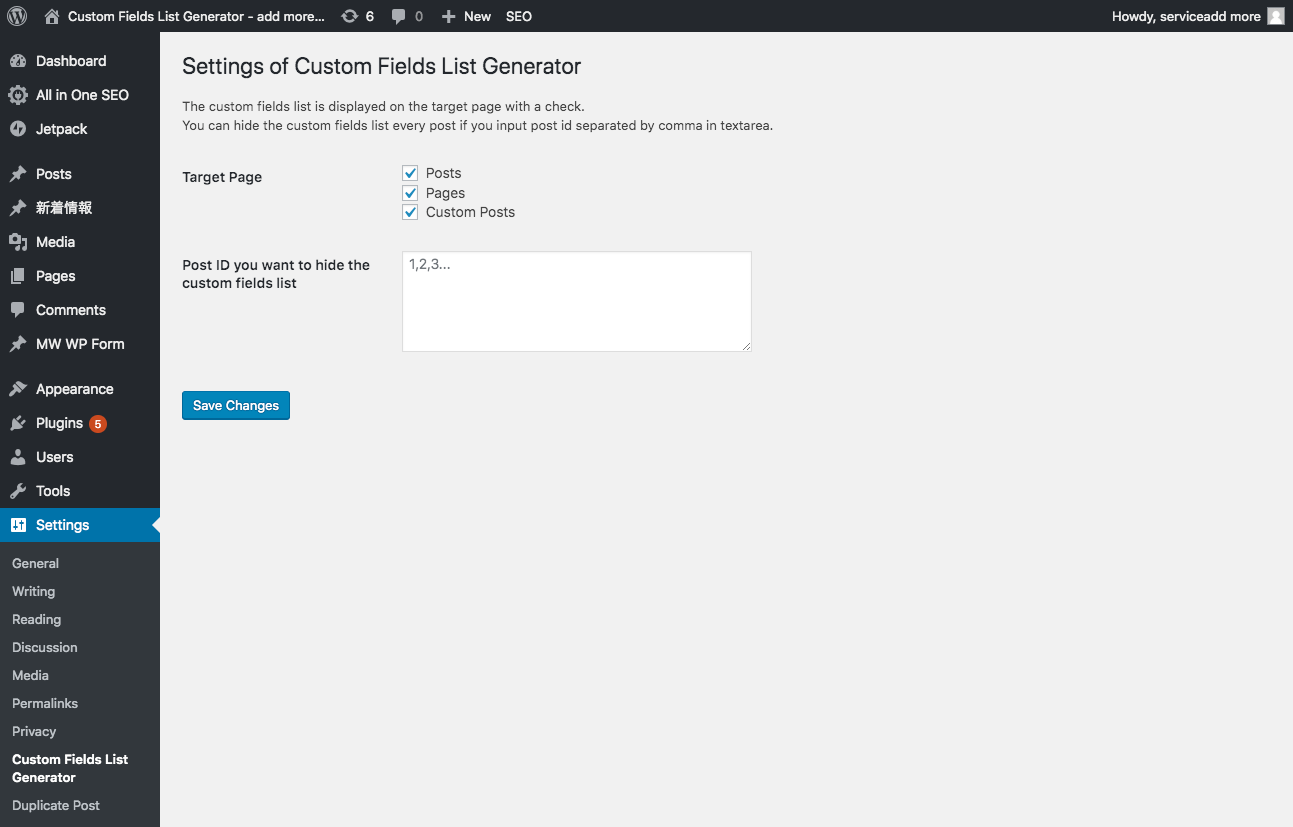 Custom Fields List Generator - add more... 6 0 New SEO Howdy, serviceadd more
Dashboard
All in One SEO
Jetpack
Posts
新着情報
Media
Pages
Comments
MW WP Form
Appearance
Plugins 5
Users
Tools
Settings
General
Writing
Reading
Discussion
Media
Permalinks
Privacy
Custom Fields List
Generator
Duplicate Post
Settings of Custom Fields List Generator
The custom fields list is displayed on the target page with a check.
You can hide the custom fields list every post if you input post id separated by comma in textarea.
Target Page
Posts
Pages
Custom Posts
Post ID you want to hide the
custom fields list
1,2,3...
Save Changes